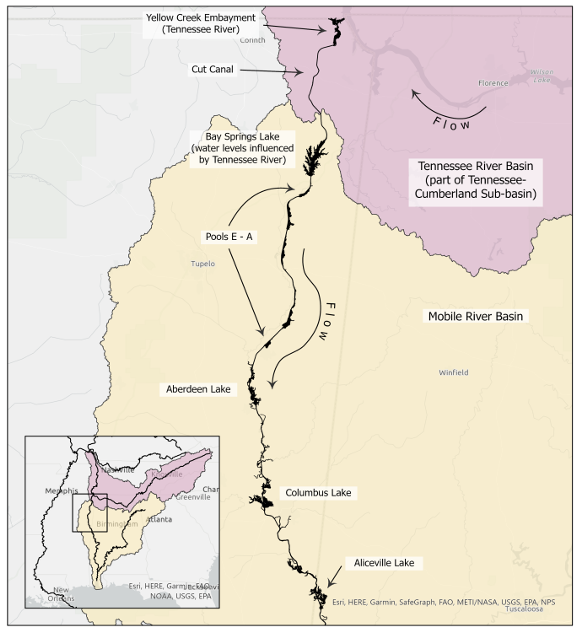 Yellow Creek Embayment
(Tennessee River)
Corinth
Cut Canal
Wilson
Lake
Florence
Flow
Bay Springs Lake
(water levels influenced
by Tennessee River)
Tennessee River Basin
(part of Tennessee-
Cumberland Sub-basin)
Pools E - A
Tupelo
Flow
Mobile River Basin
Winfield
Aberdeen Lake
Columbus Lake
Aliceville Lake
Esri, HERE, Garmin, SafeGraph, FAO, METI/NASA, USGS, EPA, NPS
Tuscaloosa
Nashville
Memphis
Char
Greenville
Atlanta
Birmingham
New
Orleans
Esri, HERE, Garmin, FAO,
NOAA, USGS, EPA